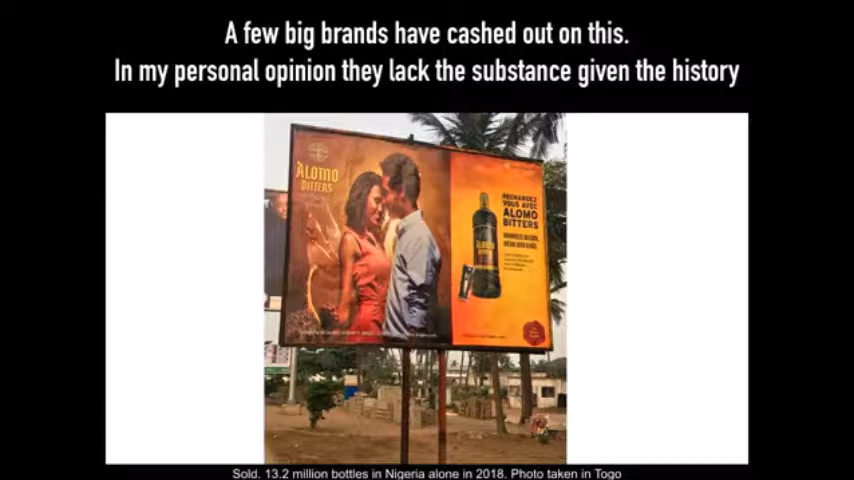 A few big brands have cashed out on this.
In my personal opinion they lack the substance given the history
ALOMO
BITTERS
RECHARGEZ
VOUS AVEC
ALOMO
BITTERS
ALOMO
Sold. 13.2 million bottles in Nigeria alone in 2018. Photo taken in Togo